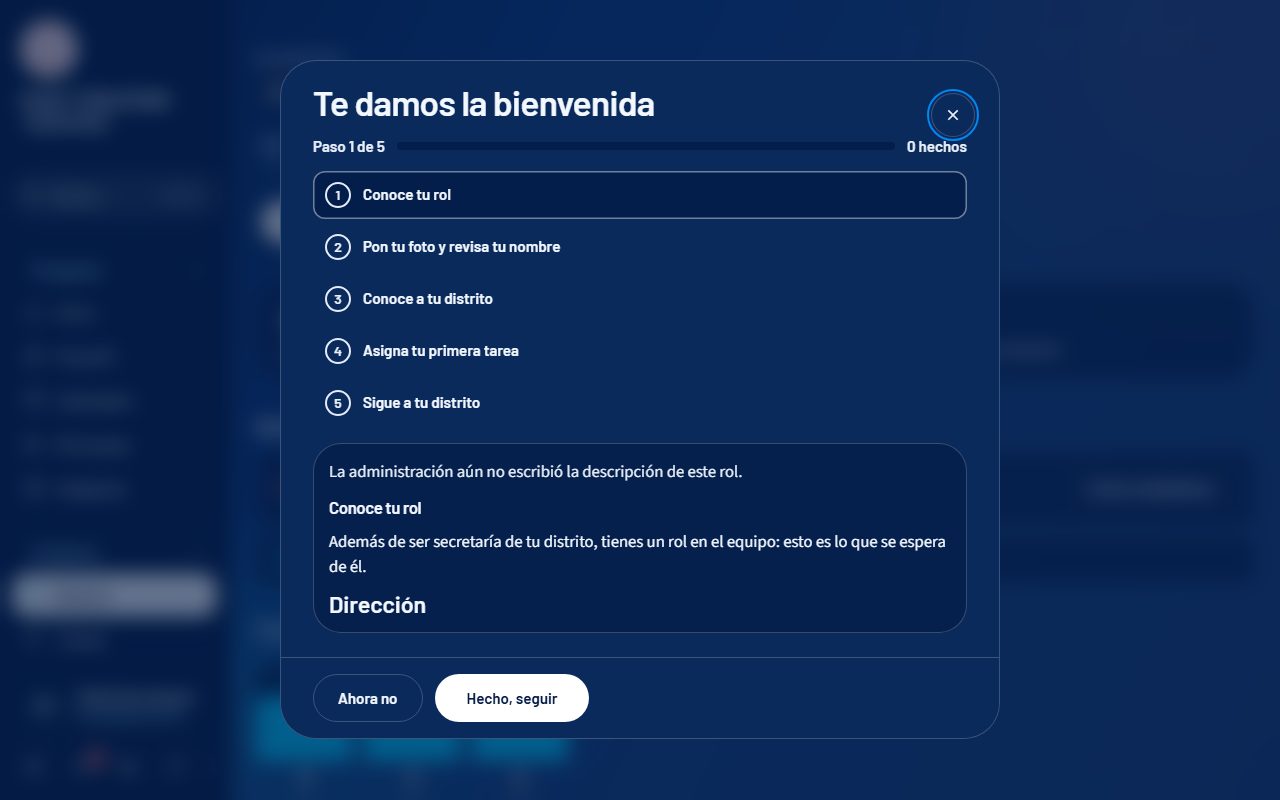 Te damos la bienvenida
Paso 1 de 5
0 hechos
1 Conoce tu rol
2 Pon tu foto y revisa tu nombre
3 Conoce a tu distrito
4 Asigna tu primera tarea
5 Sigue a tu distrito
La administración aún no escribió la descripción de este rol.
Conoce tu rol
Además de ser secretaría de tu distrito, tienes un rol en el equipo: esto es lo que se espera
de él.
Dirección
Ahora no
Hecho, seguir